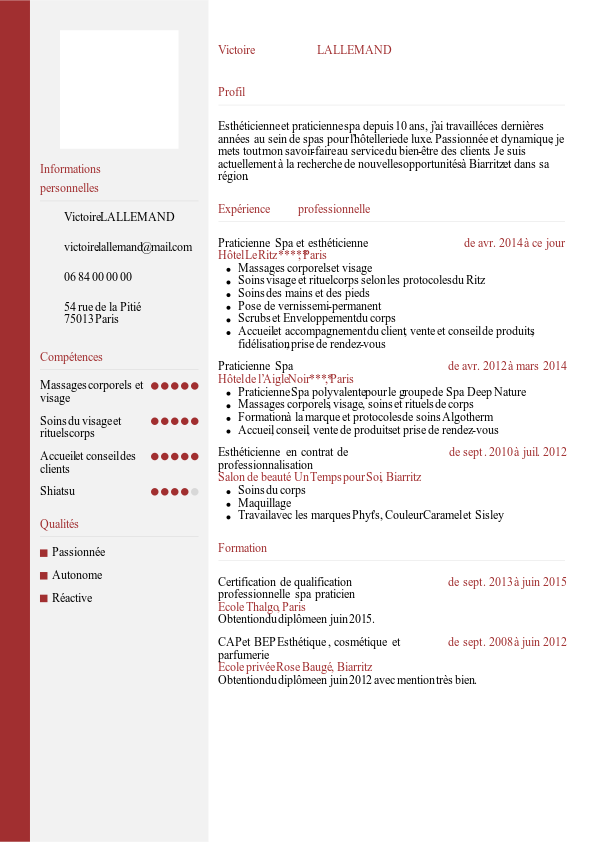 Informations
personnelles
Victoire LALLEMAND
victoirelallemand@mail.com
06 84 00 00 00
54 rue de la Pitié
75013 Paris
Compétences
Massages corporels et
visage
Soins du visage et
rituels corps
Accueil et conseil des
clients
Shiatsu
Qualités
Passionnée
Autonome
Réactive
Victoire LALLEMAND
Profil
Esthéticienne et praticienne spa depuis 10 ans, j'ai travaillé ces dernières
années au sein de spas pour l'hôtellerie de luxe. Passionnée et dynamique, je
mets tout mon savoir-faire au service du bien-être des clients. Je suis
actuellement à la recherche de nouvelles opportunités à Biarritz et dans sa
région.
Expérience professionnelle
Praticienne Spa et esthéticienne de avr. 2014 à ce jour
Hôtel Le Ritz *****, Paris
Massages corporels et visage
Soins visage et rituel corps selon les protocoles du Ritz
Soins des mains et des pieds
Pose de vernis semi-permanent
Scrubs et Enveloppement du corps
Accueil et accompagnement du client, vente et conseil de produits,
fidélisation, prise de rendez-vous
Praticienne Spa de avr. 2012 à mars 2014
Hôtel de l'Aigle Noir ****, Paris
Praticienne Spa polyvalente pour le groupe de Spa Deep Nature
Massages corporels, visage, soins et rituels de corps
Formation à la marque et protocoles de soins Algotherm
Accueil, conseil, vente de produits et prise de rendez-vous
Esthéticienne en contrat de de sept. 2010 à juil. 2012
professionnalisation
Salon de beauté Un Temps pour Soi, Biarritz
Soins du corps
Maquillage
Travail avec les marques Phyt's, Couleur Caramel et Sisley
Formation
Certification de qualification de sept. 2013 à juin 2015
professionnelle spa praticien
Ecole Thalgo, Paris
Obtention du diplôme en juin 2015.
CAP et BEP Esthétique, cosmétique et de sept. 2008 à juin 2012
parfumerie
Ecole privée Rose Baugé, Biarritz
Obtention du diplôme en juin 2012 avec mention très bien.